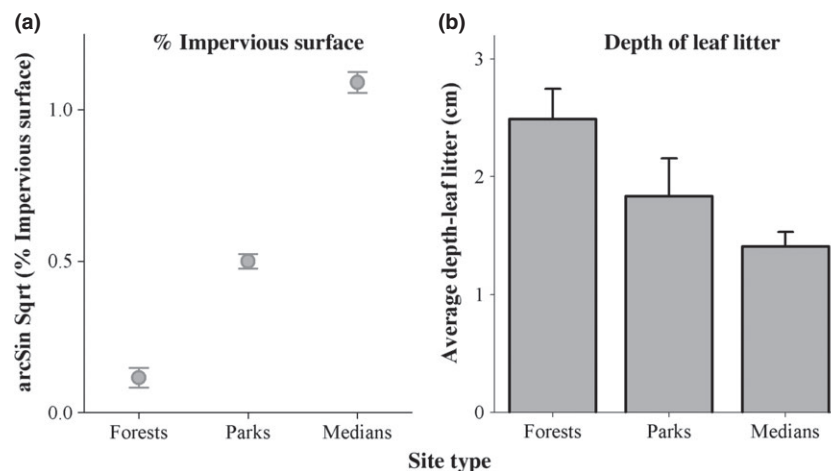 (a)
% Impervious surface
arcSin Sqrt (% Impervious surface)
1.0
0.5
0.0
Forests Parks Medians
(b)
Depth of leaf litter
Average depth-leaf litter (cm)
3
2
1
0
Forests Parks Medians
Site type